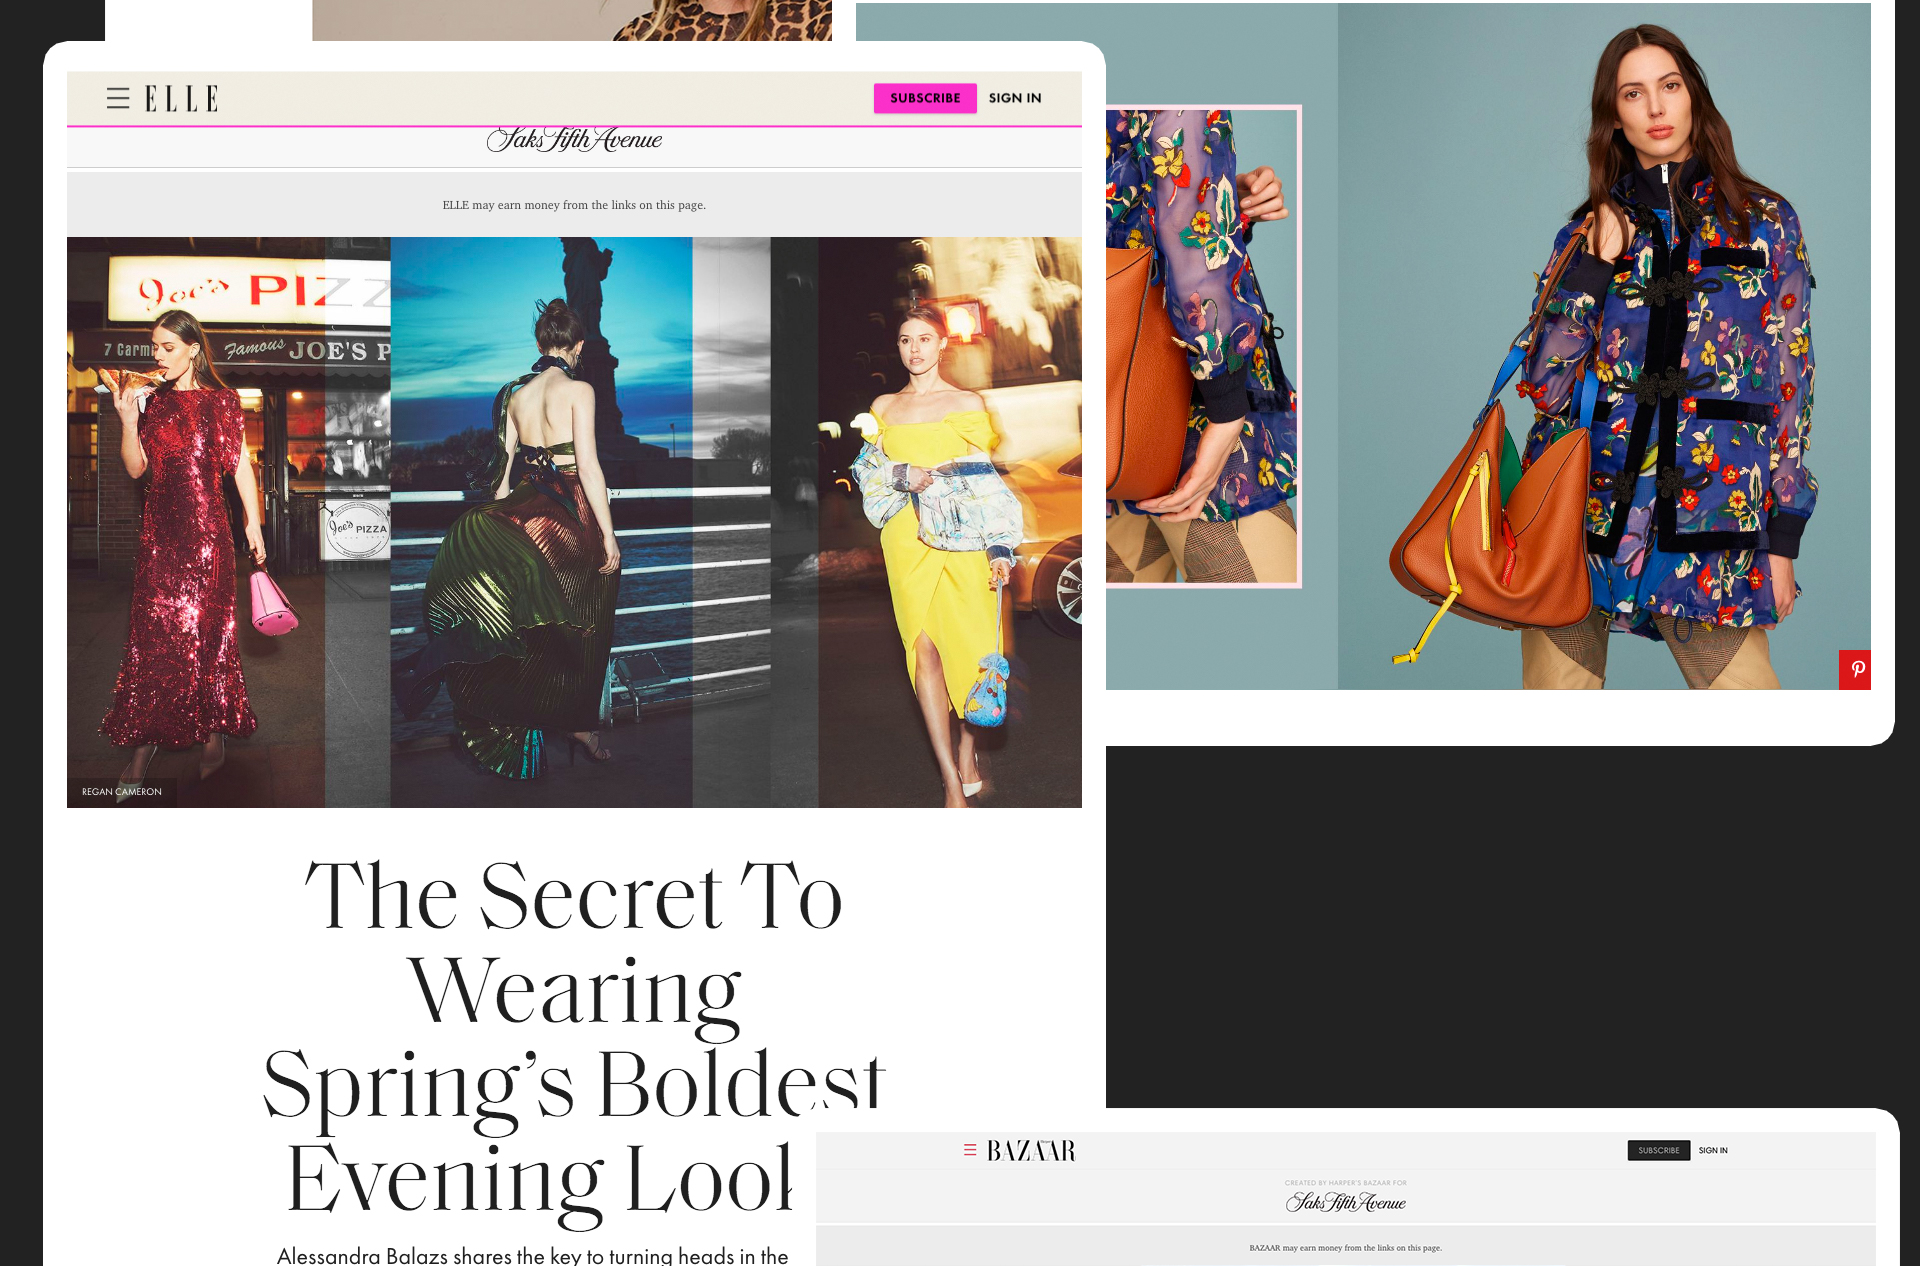 ELLE
SUBSCRIBE
SIGN IN
Saks Fifth Avenue
ELLE may earn money from the links on this page.
Joe's PIZZ
7 Carmi
Famous JOE'S P
Joe's PIZZA
REGAN CAMERON
The Secret To
Wearing
Spring's Boldest
Evening Look
Alessandra Balazs shares the key to turning heads in the
BAZAAR
SUBSCRIBE
SIGN IN
CREATED BY HARPER'S BAZAAR FOR
Saks Fifth Avenue
BAZAAR may earn money from the links on this page.